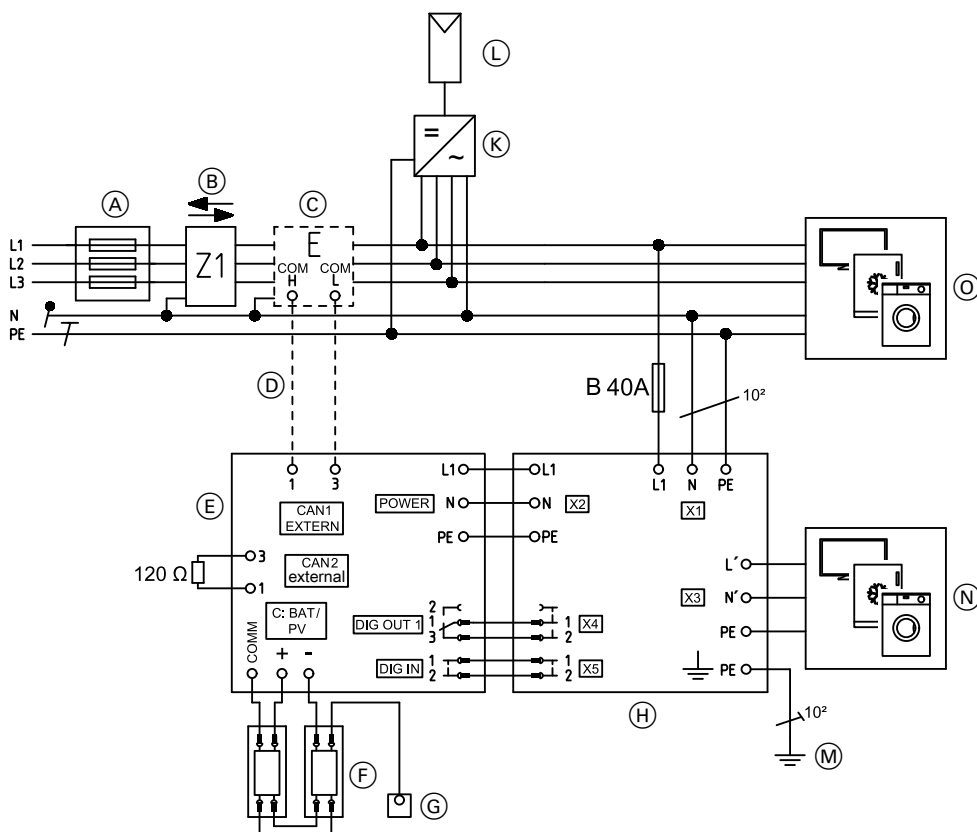 L
=
~
K
A
B
C
L1
L2
L3
N
PE
Z1
E
COM COM
H L
O
D
B 40A
10²
1 3
L1 N PE
E
CAN1
EXTERN
POWER
L1 L1
N N
X2
X1
PE PE
3
120 Ω
1
CAN2
external
C: BAT/
PV
COMM
+ -
DIG OUT 1
2
1 1
3 2
X4
DIG IN
1 1
2 2
X5
L´
N´
X3
PE
PE
N
H
10²
M
F
G